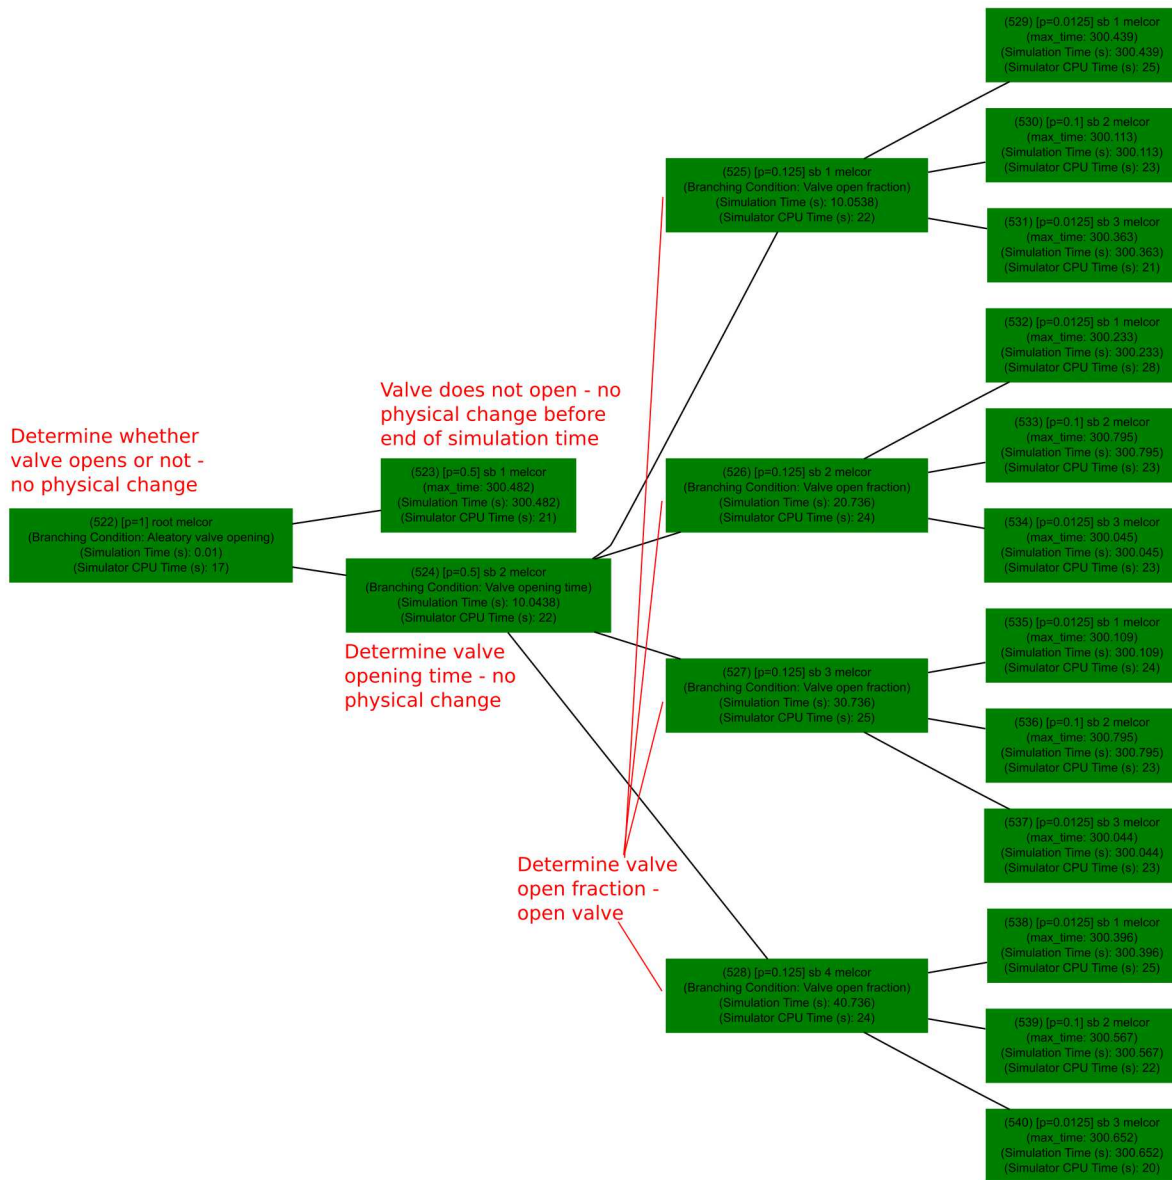 (529) [p=0.0125] sb 1 melcor
(max_time: 300.439)
(Simulation Time (s): 300.439)
(Simulator CPU Time (s): 25)
(530) [p=0.1] sb 2 melcor
(max_time: 300.113)
(Simulation Time (s): 300.113)
(Simulator CPU Time (s): 23)
(525) [p=0.125] sb 1 melcor
(Branching Condition: Valve open fraction)
(Simulation Time (s): 10.0538)
(Simulator CPU Time (s): 22)
(531) [p=0.0125] sb 3 melcor
(max_time: 300.363)
(Simulation Time (s): 300.363)
(Simulator CPU Time (s): 21)
(532) [p=0.0125] sb 1 melcor
(max_time: 300.233)
(Simulation Time (s): 300.233)
(Simulator CPU Time (s): 28)
Valve does not open - no
physical change before
end of simulation time
Determine whether
valve opens or not -
no physical change
(533) [p=0.1] sb 2 melcor
(max_time: 300.795)
(Simulation Time (s): 300.795)
(Simulator CPU Time (s): 23)
(523) [p=0.5] sb 1 melcor
(max_time: 300.482)
(Simulation Time (s): 300.482)
(Simulator CPU Time (s): 21)
(526) [p=0.125] sb 2 melcor
(Branching Condition: Valve open fraction)
(Simulation Time (s): 20.736)
(Simulator CPU Time (s): 24)
(522) [p=1] root melcor
(Branching Condition: Aleatory valve opening)
(Simulation Time (s): 0.01)
(Simulator CPU Time (s): 17)
(534) [p=0.0125] sb 3 melcor
(max_time: 300.045)
(Simulation Time (s): 300.045)
(Simulator CPU Time (s): 23)
(524) [p=0.5] sb 2 melcor
(Branching Condition: Valve opening time)
(Simulation Time (s): 10.0438)
(Simulator CPU Time (s): 22)
(535) [p=0.0125] sb 1 melcor
(max_time: 300.109)
(Simulation Time (s): 300.109)
(Simulator CPU Time (s): 24)
Determine valve
opening time - no
physical change
(527) [p=0.125] sb 3 melcor
(Branching Condition: Valve open fraction)
(Simulation Time (s): 30.736)
(Simulator CPU Time (s): 25)
(536) [p=0.1] sb 2 melcor
(max_time: 300.795)
(Simulation Time (s): 300.795)
(Simulator CPU Time (s): 23)
(537) [p=0.0125] sb 3 melcor
(max_time: 300.044)
(Simulation Time (s): 300.044)
(Simulator CPU Time (s): 23)
Determine valve
open fraction -
open valve
(538) [p=0.0125] sb 1 melcor
(max_time: 300.396)
(Simulation Time (s): 300.396)
(Simulator CPU Time (s): 25)
(528) [p=0.125] sb 4 melcor
(Branching Condition: Valve open fraction)
(Simulation Time (s): 40.736)
(Simulator CPU Time (s): 24)
(539) [p=0.1] sb 2 melcor
(max_time: 300.567)
(Simulation Time (s): 300.567)
(Simulator CPU Time (s): 22)
(540) [p=0.0125] sb 3 melcor
(max_time: 300.652)
(Simulation Time (s): 300.652)
(Simulator CPU Time (s): 20)